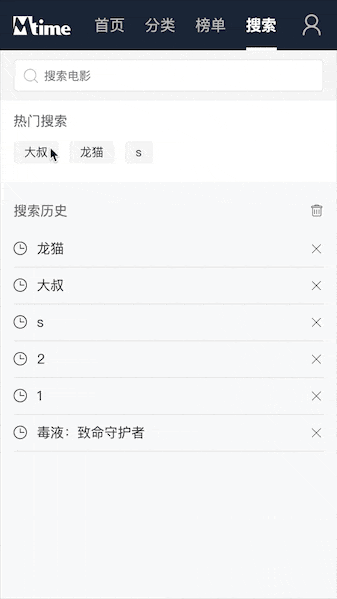 Mtime 首页 分类 榜单 搜索
搜索电影
热门搜索
大叔 龙猫 s
搜索历史
龙猫
大叔
s
2
1
毒液：致命守护者